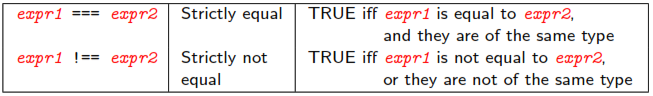 expr1 === expr2 Strictly equal TRUE iff expr1 is equal to expr2,
and they are of the same type
expr1 !== expr2 Strictly not TRUE iff expr1 is not equal to expr2,
equal or they are not of the same type